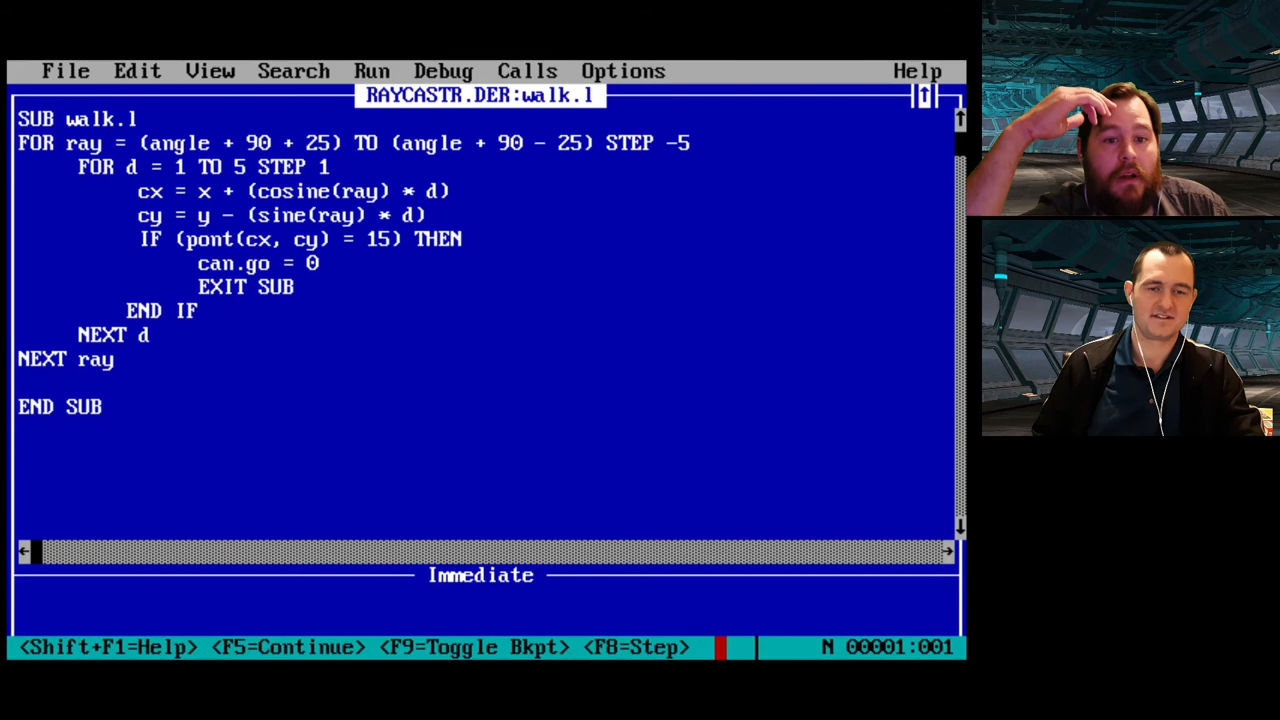 File Edit View Search Run Debug Calls Options Help
RAYCASTR.DER:walk.l
SUB walk.l
FOR ray = (angle + 90 + 25) TO (angle + 90 - 25) STEP -5
FOR d = 1 TO 5 STEP 1
cx = x + (cosine(ray) * d)
cy = y - (sine(ray) * d)
IF (pont(cx, cy) = 15) THEN
can.go = 0
EXIT SUB
END IF
NEXT d
NEXT ray
END SUB
Immediate
<Shift+F1=Help> <F5=Continue> <F9=Toggle Bkpt> <F8=Step> N 00001:001